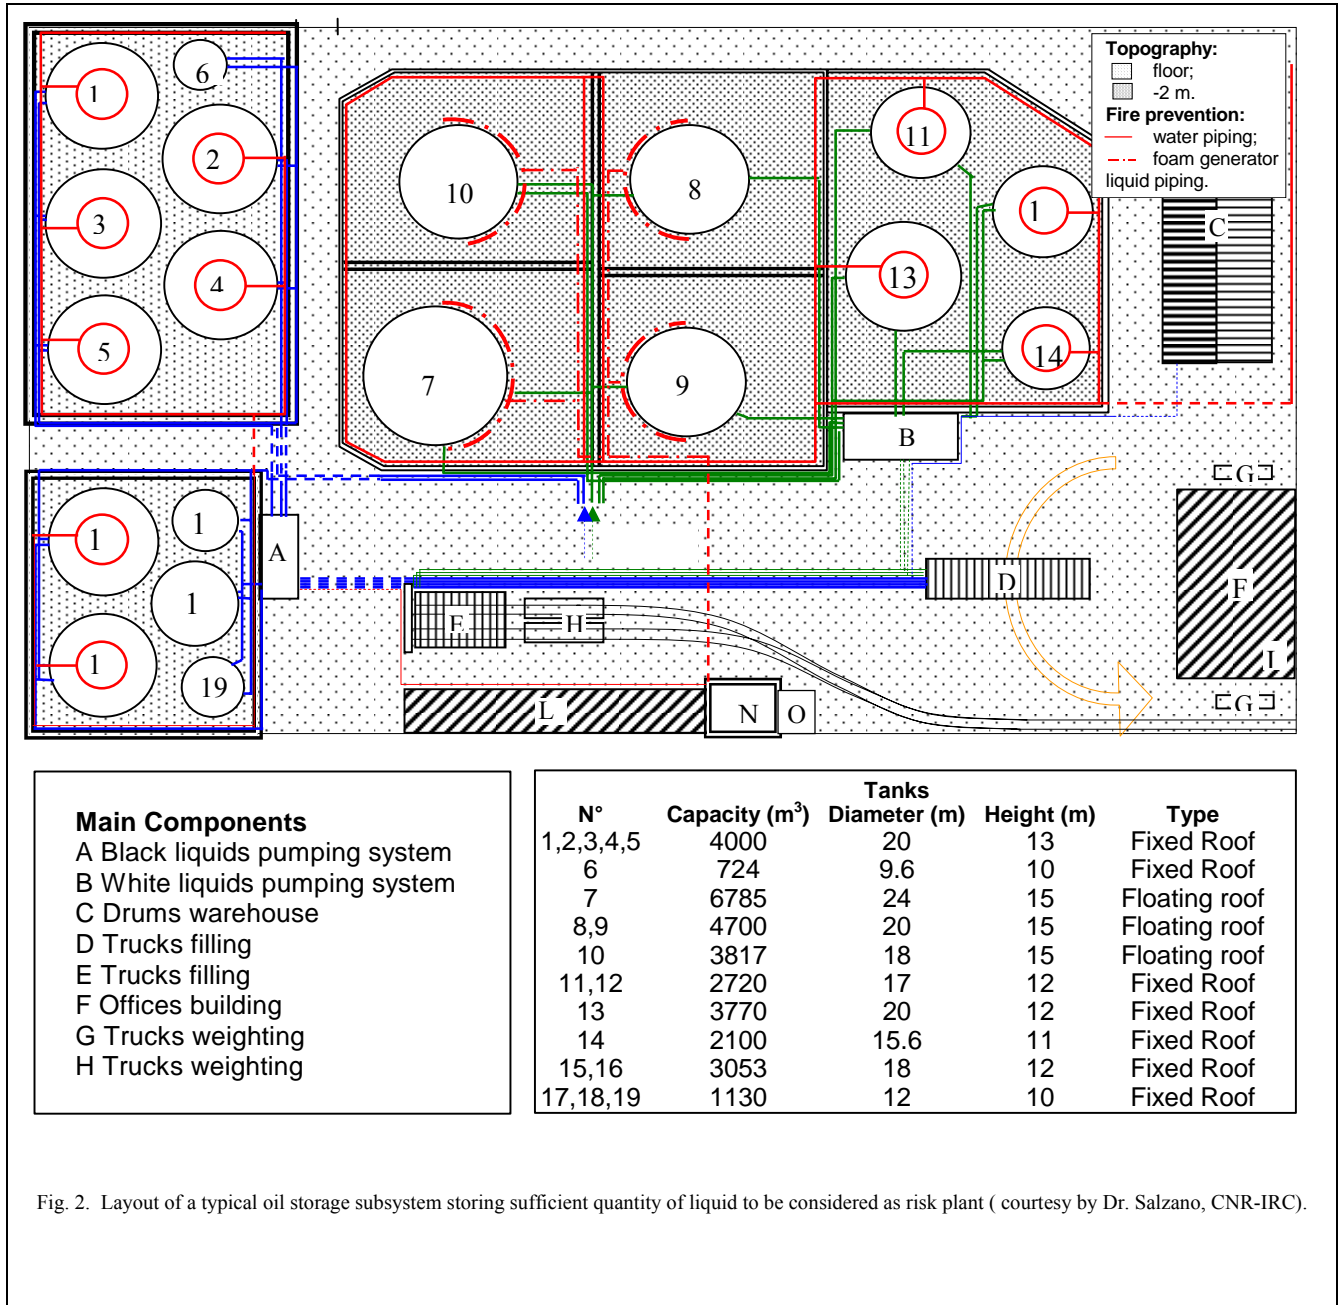 Topography:
floor;
-2 m.
Fire prevention:
water piping;
foam generator
liquid piping.
1
6
2
3
4
5
10
8
11
1
13
14
7
9
C
B
G
A
1
1
1
1
19
D
F
I
E
H
G
L
N
O
Main Components
A Black liquids pumping system
B White liquids pumping system
C Drums warehouse
D Trucks filling
E Trucks filling
F Offices building
G Trucks weighting
H Trucks weighting
Tanks
N° Capacity (m³) Diameter (m) Height (m) Type
1,2,3,4,5 4000 20 13 Fixed Roof
6 724 9.6 10 Fixed Roof
7 6785 24 15 Floating roof
8,9 4700 20 15 Floating roof
10 3817 18 15 Floating roof
11,12 2720 17 12 Fixed Roof
13 3770 20 12 Fixed Roof
14 2100 15.6 11 Fixed Roof
15,16 3053 18 12 Fixed Roof
17,18,19 1130 12 10 Fixed Roof
Fig. 2. Layout of a typical oil storage subsystem storing sufficient quantity of liquid to be considered as risk plant ( courtesy by Dr. Salzano, CNR-IRC).